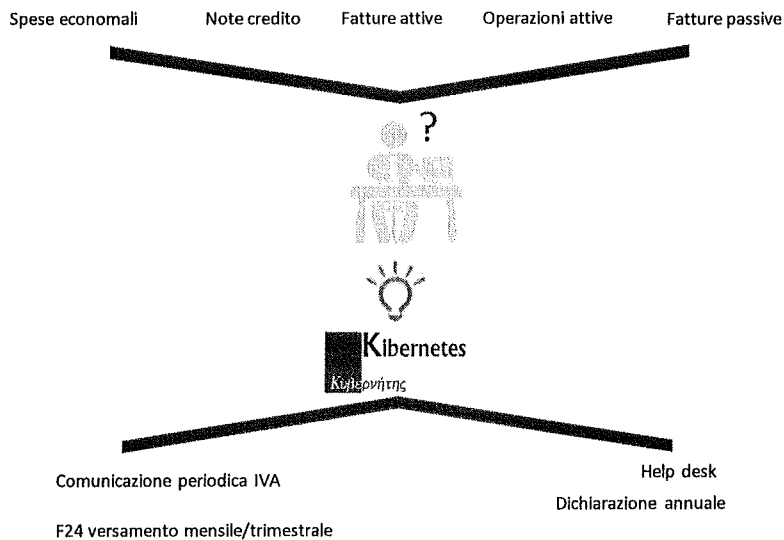 Spese economali Note credito Fatture attive Operazioni attive Fatture passive
?
Kibernetes
Κυβερνήτης
Comunicazione periodica IVA
Help desk
Dichiarazione annuale
F24 versamento mensile/trimestrale